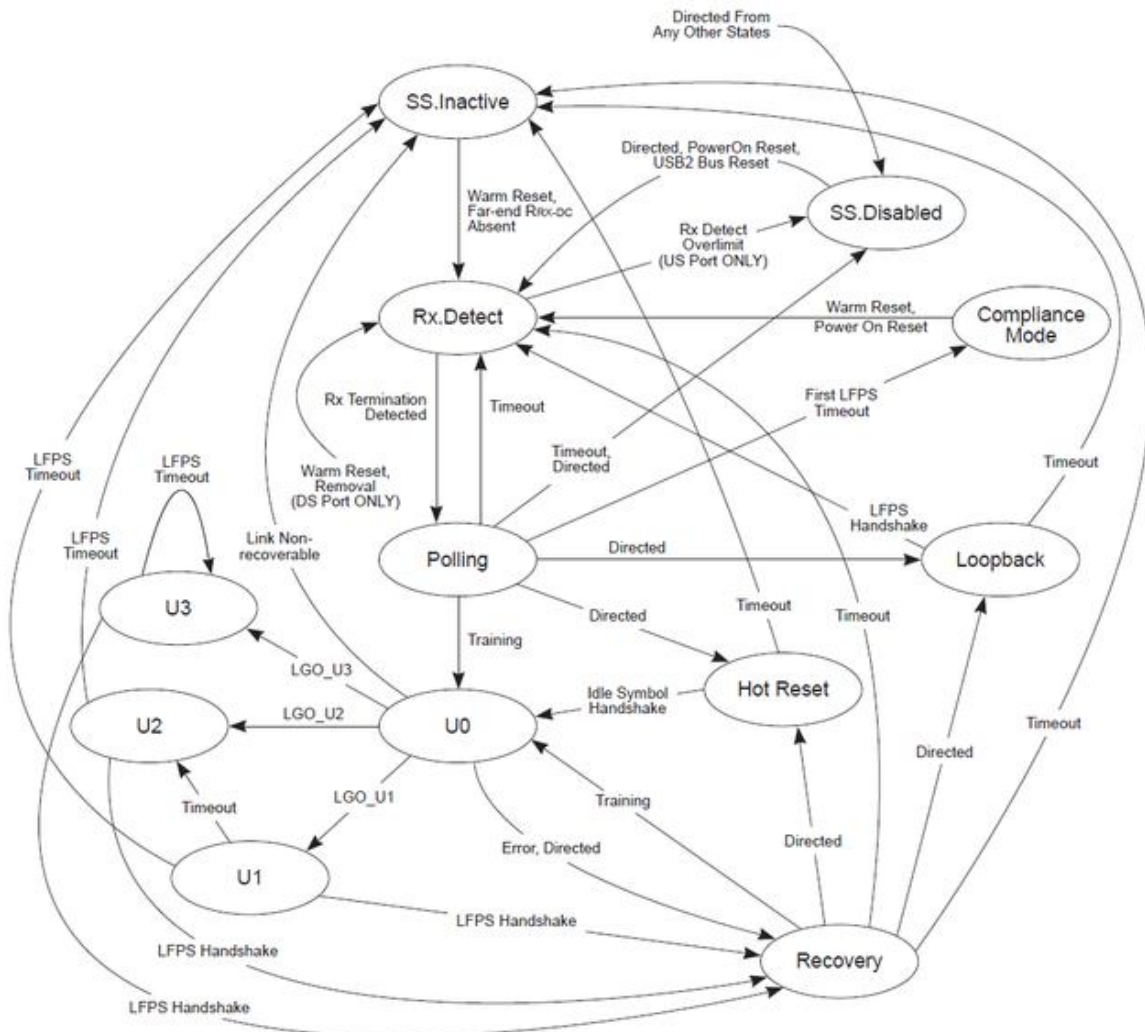 Directed From
Any Other States
SS.Inactive
Directed, PowerOn Reset,
USB2 Bus Reset
Warm Reset,
Far-end RRX-DC
Absent
SS.Disabled
Rx Detect
Overlimit
(US Port ONLY)
Rx.Detect
Warm Reset,
Power On Reset
Compliance
Mode
Rx Termination
Detected
Timeout
First LFPS
Timeout
LFPS
Timeout
LFPS
Timeout
Warm Reset,
Removal
(DS Port ONLY)
Timeout,
Directed
Timeout
LFPS
Timeout
Link Non-
recoverable
LFPS
Handshake
Polling
Directed
Loopback
U3
Directed
Timeout
Timeout
Training
LGO_U3
Idle Symbol
Handshake
Hot Reset
U2
LGO_U2
U0
Timeout
Directed
LGO_U1
Timeout
Training
Error, Directed
Directed
U1
LFPS Handshake
LFPS Handshake
Recovery
LFPS Handshake